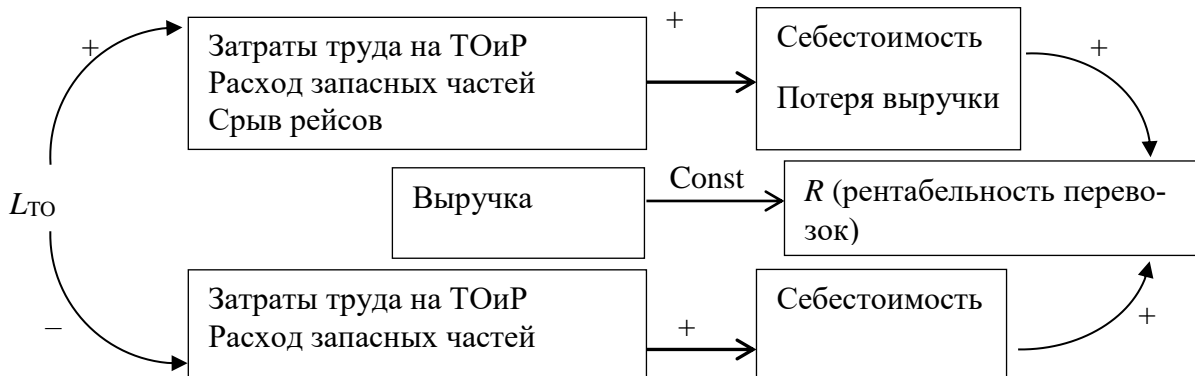 +
Затраты труда на ТОиР
Расход запасных частей
Срыв рейсов
+
Себестоимость
Потеря выручки
+
LТО
Выручка
Const
R (рентабельность перево-
зок)
–
Затраты труда на ТОиР
Расход запасных частей
+
Себестоимость
+